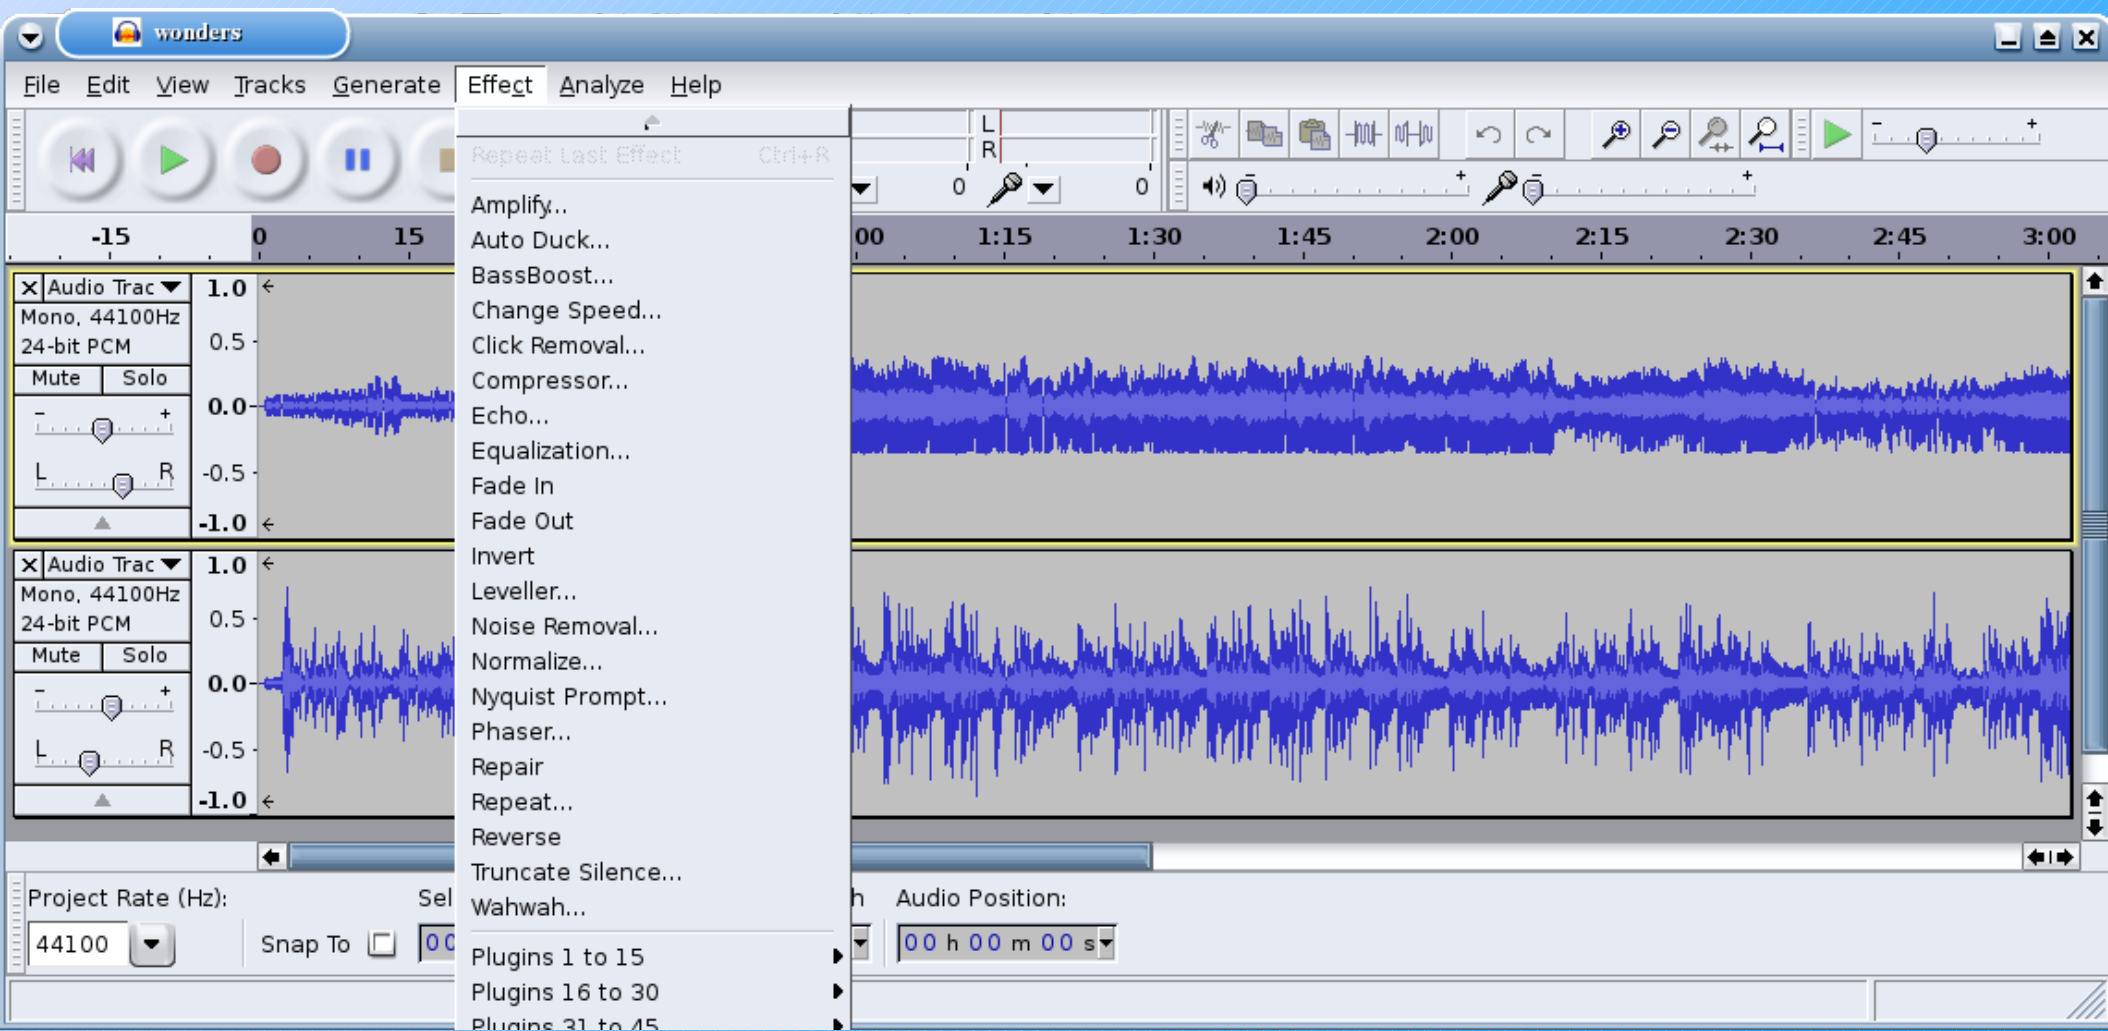 wonders
File Edit View Tracks Generate Effect Analyze Help
Repeat Last Effect Ctrl+R
Amplify...
Auto Duck...
BassBoost...
Change Speed...
Click Removal...
Compressor...
Echo...
Equalization...
Fade In
Fade Out
Invert
Leveller...
Noise Removal...
Normalize...
Nyquist Prompt...
Phaser...
Repair
Repeat...
Reverse
Truncate Silence...
Wahwah...
Plugins 1 to 15
Plugins 16 to 30
Plugins 31 to 45
L
R
0 0
- +
- + - +
-15 0 15 00 1:15 1:30 1:45 2:00 2:15 2:30 2:45 3:00
X Audio Trac
Mono, 44100Hz
24-bit PCM
Mute Solo
- +
L R
1.0
0.5
0.0
-0.5
-1.0
X Audio Trac
Mono, 44100Hz
24-bit PCM
Mute Solo
- +
L R
1.0
0.5
0.0
-0.5
-1.0
Project Rate (Hz): Sel h Audio Position:
44100 Snap To 00 00 h 00 m 00 s